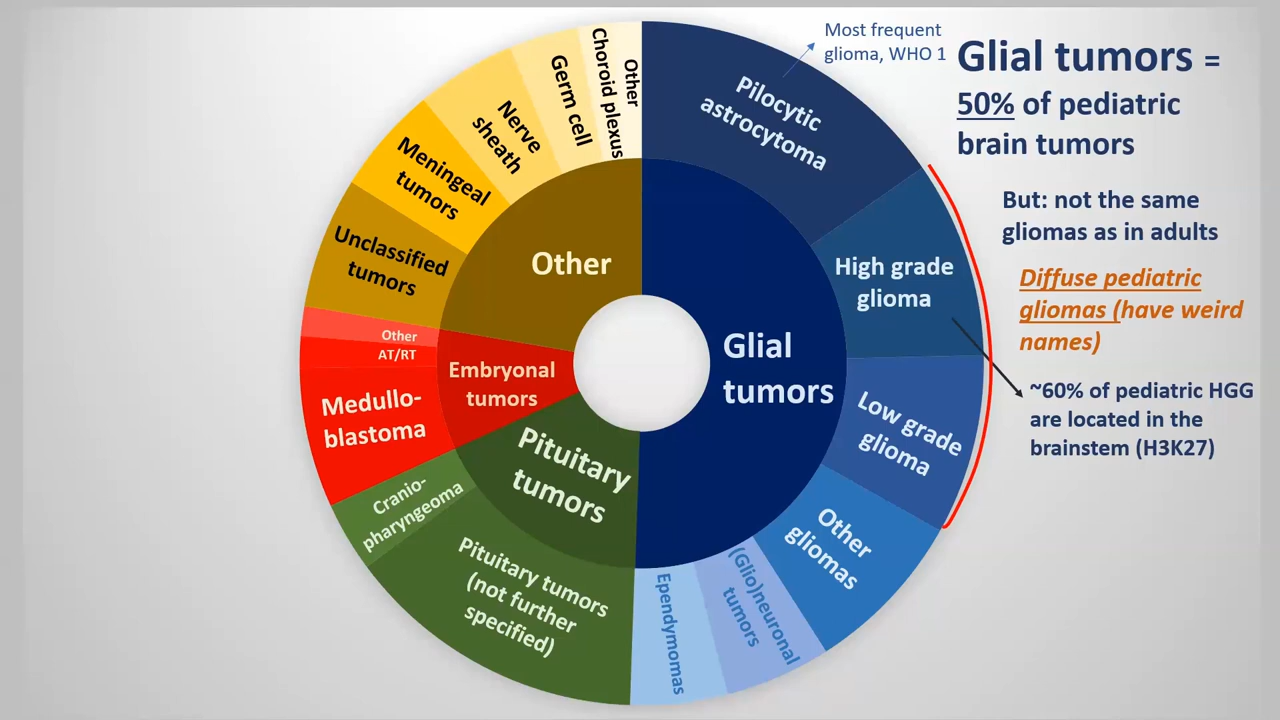 Most frequent
glioma, WHO 1
Glial tumors =
50% of pediatric
brain tumors
But: not the same
gliomas as in adults
Diffuse pediatric
gliomas (have weird
names)
~60% of pediatric HGG
are located in the
brainstem (H3K27)
Pilocytic
astrocytoma
High grade
glioma
Low grade
glioma
Other
gliomas
(Glio)neuronal
tumors
Ependymomas
Glial
tumors
Pituitary
tumors
Pituitary tumors
(not further
specified)
Cranio-
pharyngeoma
Embryonal
tumors
Medullo-
blastoma
AT/RT
Other
Other
Unclassified
tumors
Meningeal
tumors
Nerve
sheath
Germ cell
Choroid plexus
Other